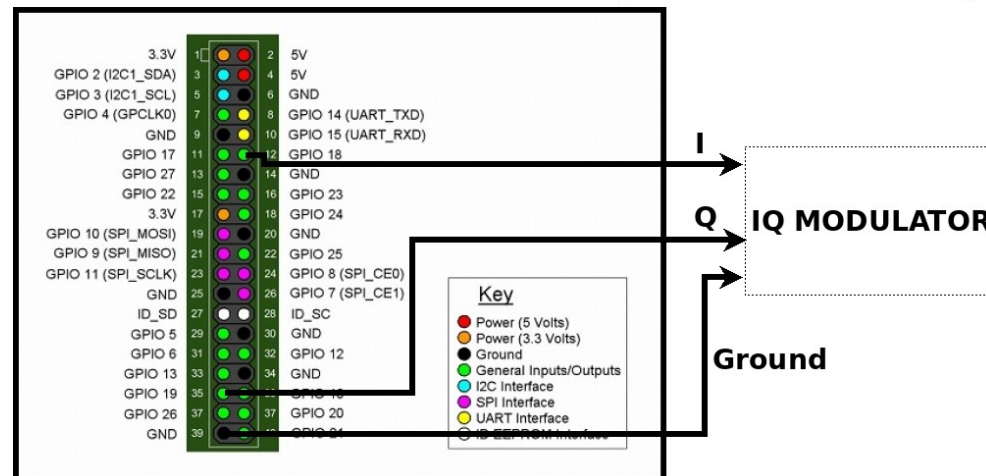 3.3V 1 2 5V
GPIO 2 (I2C1_SDA) 3 4 5V
GPIO 3 (I2C1_SCL) 5 6 GND
GPIO 4 (GPCLK0) 7 8 GPIO 14 (UART_TXD)
GND 9 10 GPIO 15 (UART_RXD)
GPIO 17 11 12 GPIO 18
GPIO 27 13 14 GND
GPIO 22 15 16 GPIO 23
3.3V 17 18 GPIO 24
GPIO 10 (SPI_MOSI) 19 20 GND
GPIO 9 (SPI_MISO) 21 22 GPIO 25
GPIO 11 (SPI_SCLK) 23 24 GPIO 8 (SPI_CE0)
GND 25 26 GPIO 7 (SPI_CE1)
ID_SD 27 28 ID_SC
GPIO 5 29 30 GND
GPIO 6 31 32 GPIO 12
GPIO 13 33 34 GND
GPIO 19 35
GPIO 26 37 37 GPIO 20
GND 39
Key
Power (5 Volts)
Power (3.3 Volts)
Ground
General Inputs/Outputs
I2C Interface
SPI Interface
UART Interface
ID EEPROM Interface
I
Q
IQ MODULATOR
Ground